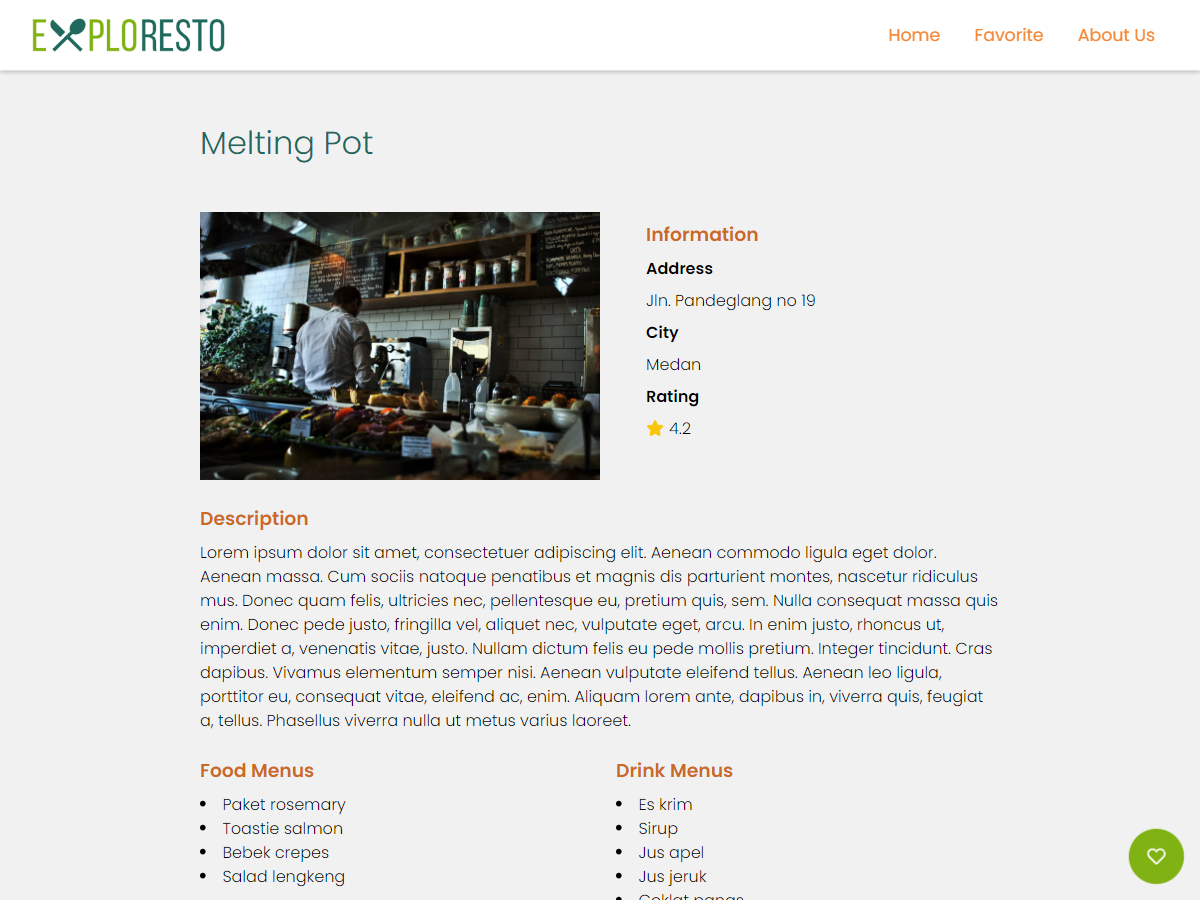 EXPLORESTO
Home Favorite About Us
Melting Pot
Information
Address
Jln. Pandeglang no 19
City
Medan
Rating
4.2
Description
Lorem ipsum dolor sit amet, consectetuer adipiscing elit. Aenean commodo ligula eget dolor.
Aenean massa. Cum sociis natoque penatibus et magnis dis parturient montes, nascetur ridiculus
mus. Donec quam felis, ultricies nec, pellentesque eu, pretium quis, sem. Nulla consequat massa quis
enim. Donec pede justo, fringilla vel, aliquet nec, vulputate eget, arcu. In enim justo, rhoncus ut,
imperdiet a, venenatis vitae, justo. Nullam dictum felis eu pede mollis pretium. Integer tincidunt. Cras
dapibus. Vivamus elementum semper nisi. Aenean vulputate eleifend tellus. Aenean leo ligula,
porttitor eu, consequat vitae, eleifend ac, enim. Aliquam lorem ante, dapibus in, viverra quis, feugiat
a, tellus. Phasellus viverra nulla ut metus varius laoreet.
Food Menus
Paket rosemary
Toastie salmon
Bebek crepes
Salad lengkeng
Drink Menus
Es krim
Sirup
Jus apel
Jus jeruk
Coklat panas